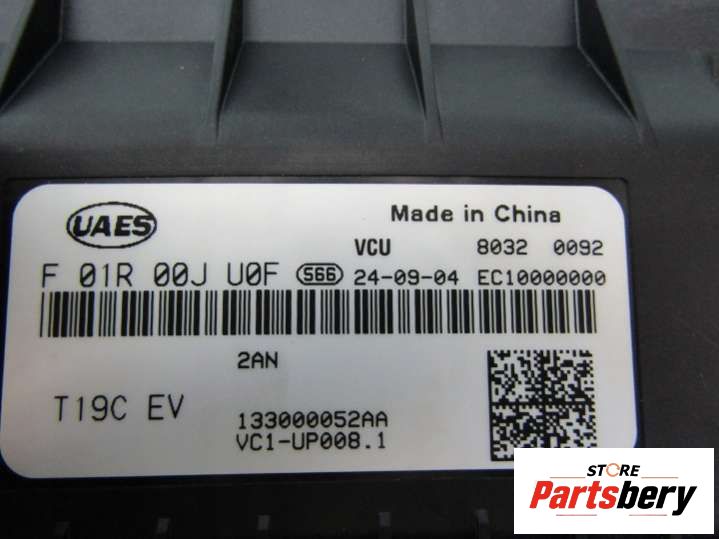 UAES
Made in China
VCU 8032 0092
F 01R 00J U0F 566 24-09-04 EC10000000
2AN
T19C EV
133000052AA
VC1-UP008.1
STORE
Partsbery